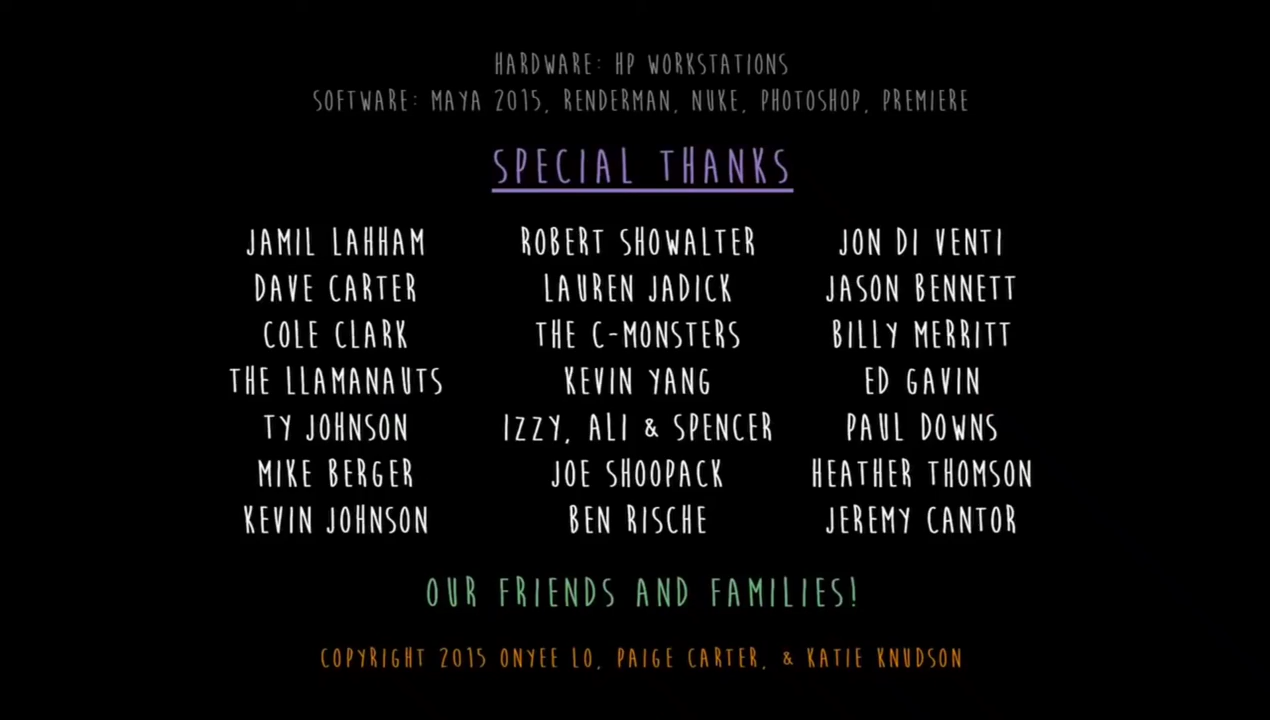 HARDWARE: HP WORKSTATIONS
SOFTWARE: MAYA 2015, RENDERMAN, NUKE, PHOTOSHOP, PREMIERE
SPECIAL THANKS
JAMIL LAHHAM ROBERT SHOWALTER JON DI VENTI
DAVE CARTER LAUREN JADICK JASON BENNETT
COLE CLARK THE C-MONSTERS BILLY MERRITT
THE LLAMANAUTS KEVIN YANG ED GAVIN
TY JOHNSON IZZY, ALI & SPENCER PAUL DOWNS
MIKE BERGER JOE SHOOPACK HEATHER THOMSON
KEVIN JOHNSON BEN RISCHE JEREMY CANTOR
OUR FRIENDS AND FAMILIES!
COPYRIGHT 2015 ONYEE LO, PAIGE CARTER, & KATIE KNUDSON